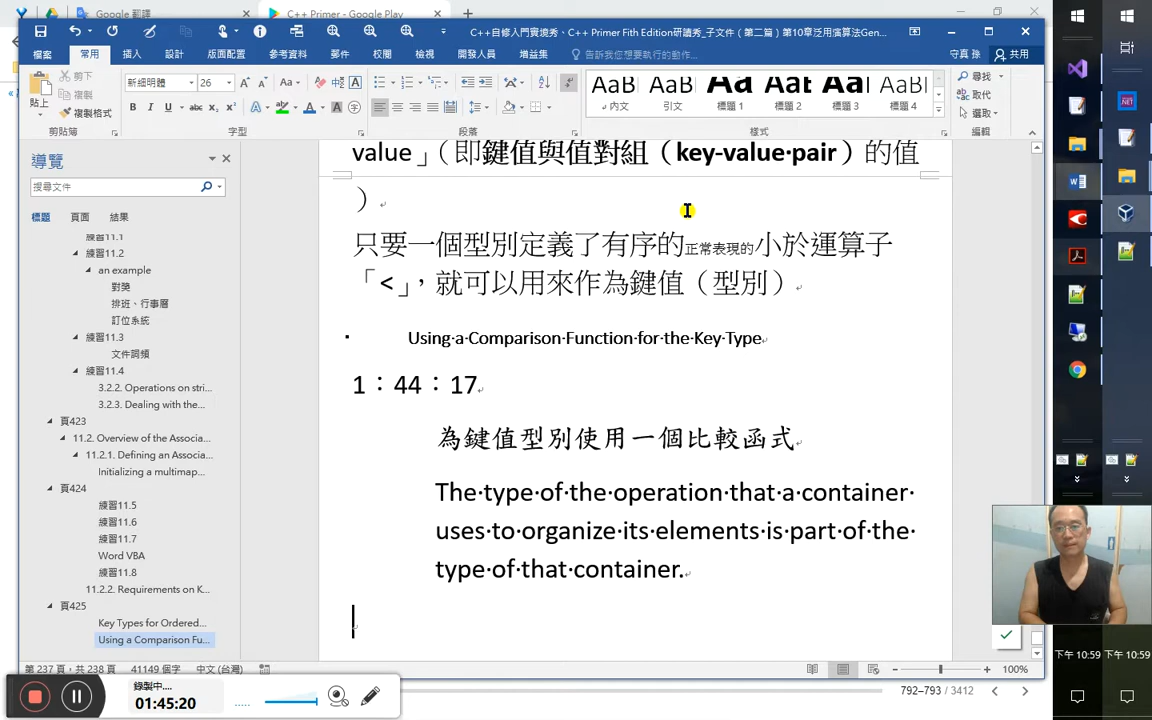 Google 翻譯
C++ Primer - Google Play
C++自修入門實境秀、C++ Primer Fith Edition研讀秀_子文件（第二篇）第10章泛用演算法Gen...
檔案 常用 插入 設計 版面配置 參考資料 郵件 校閱 檢視 開發人員 增益集 告訴我您想要執行的動作... 守真 孫 共用
貼上 剪下 複製 複製格式
新細明體 26
內文 引文 標題 1 標題 2 標題 3 標題 4
尋找 取代 選取
剪貼簿 字型 段落 樣式 編輯
導覽
搜尋文件
標題 頁面 結果
練習11.1
練習11.2
an example
對獎
排班、行事曆
訂位系統
練習11.3
文件詞頻
練習11.4
3.2.2. Operations on stri...
3.2.3. Dealing with the...
頁423
11.2. Overview of the Associa...
11.2.1. Defining an Associ...
Initializing a multimap...
頁424
練習11.5
練習11.6
練習11.7
Word VBA
練習11.8
11.2.2. Requirements on K...
頁425
Key Types for Ordered...
Using a Comparison Fu...
value」（即鍵值與值對組（key-value·pair）的值
）
只要一個型別定義了有序的正常表現的小於運算子
「<」，就可以用來作為鍵值（型別）
Using·a·Comparison·Function·for·the·Key·Type
1：44：17
為鍵值型別使用一個比較函式
The·type·of·the·operation·that·a·container·
uses·to·organize·its·elements·is·part·of·the·
type·of·that·container.
第 237 頁，共 238 頁 41149 個字 中文 (台灣) 100%
錄製中....
01:45:20
792–793 / 3412
下午 10:59 下午 10:59